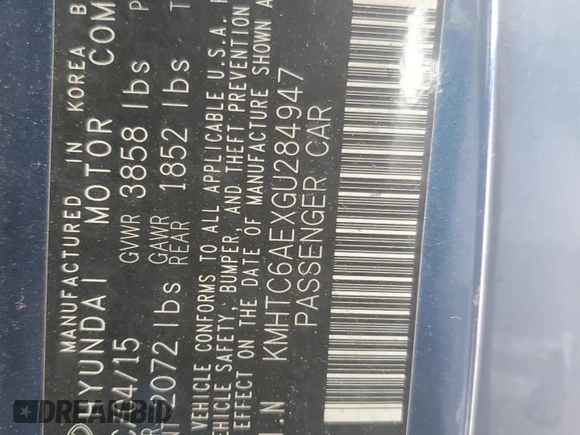 MANUFACTURED IN KOREA B
HYUNDAI MOTOR COM
04/15 GVWR 3858 lbs
2072 lbs GAWR REAR 1852 lbs
VEHICLE CONFORMS TO ALL APPLICABLE U.S.A.
VEHICLE SAFETY, BUMPER, AND THEFT PREVENTION
EFFECT ON THE DATE OF MANUFACTURE SHOWN A
KMHTC6AEXGU284947
PASSENGER CAR
DREAMBID